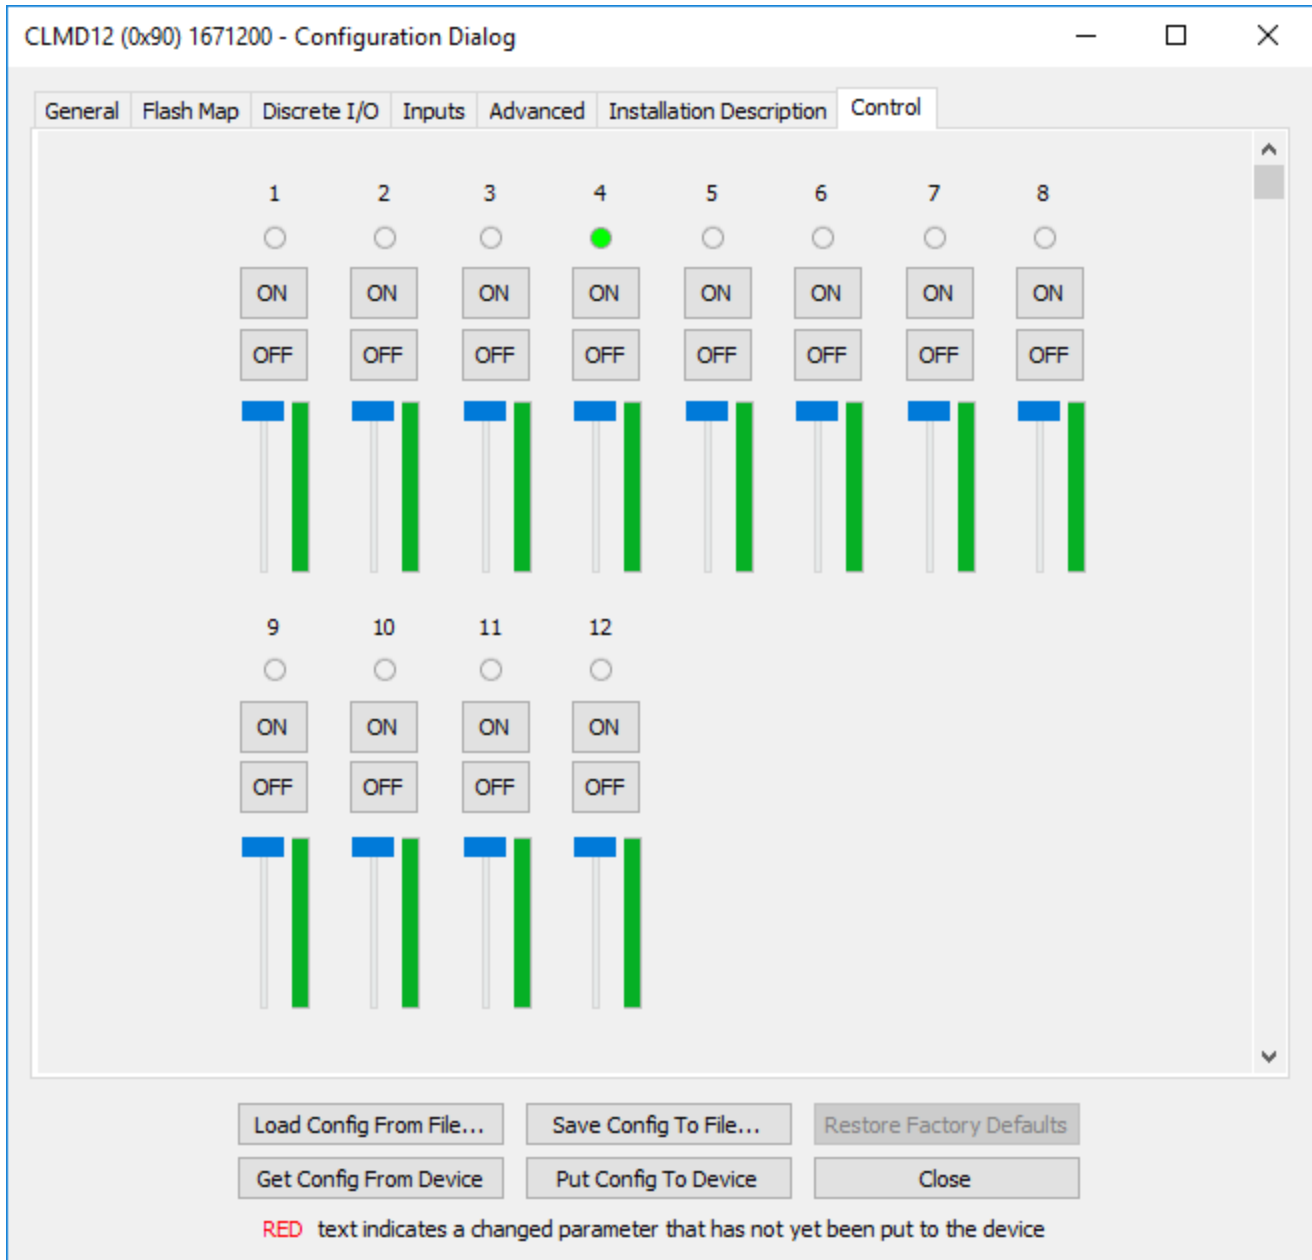 CLMD12 (0x90) 1671200 - Configuration Dialog
General Flash Map Discrete I/O Inputs Advanced Installation Description Control
1 2 3 4 5 6 7 8
ON ON ON ON ON ON ON ON
OFF OFF OFF OFF OFF OFF OFF OFF
9 10 11 12
ON ON ON ON
OFF OFF OFF OFF
Load Config From File... Save Config To File... Restore Factory Defaults
Get Config From Device Put Config To Device Close
RED text indicates a changed parameter that has not yet been put to the device